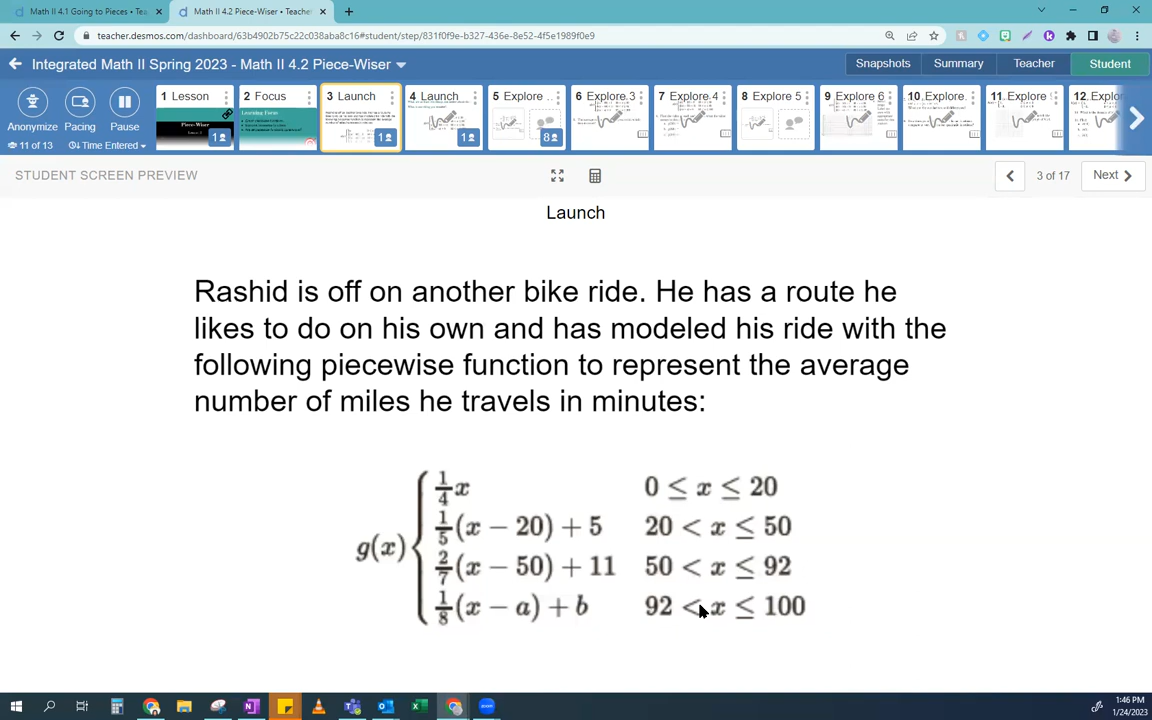 Math II 4.1 Going to Pieces - Tea
Math II 4.2 Piece-Wiser • Teache
teacher.desmos.com/dashboard/63b4902b75c22c038aba8c16#student/step/831f0f9e-b327-436e-8e52-4f5e1989f0e9
Integrated Math II Spring 2023 - Math II 4.2 Piece-Wiser
Snapshots
Summary
Teacher
Student
Anonymize
Pacing
Pause
11 of 13
Time Entered
1 Lesson
2 Focus
3 Launch
4 Launch
5 Explore ..
6 Explore 3
7 Explore 4
8 Explore 5
9 Explore 6
10. Explore
11. Explore
12. Explo
1
1
1
8
STUDENT SCREEN PREVIEW
3 of 17
Next
Launch
Rashid is off on another bike ride. He has a route he
likes to do on his own and has modeled his ride with the
following piecewise function to represent the average
number of miles he travels in minutes:
g(x) {
1/4 x    0 ≤ x ≤ 20
1/5 (x − 20) + 5    20 < x ≤ 50
2/7 (x − 50) + 11    50 < x ≤ 92
1/8 (x − a) + b    92 < x ≤ 100
1:46 PM
1/24/2023